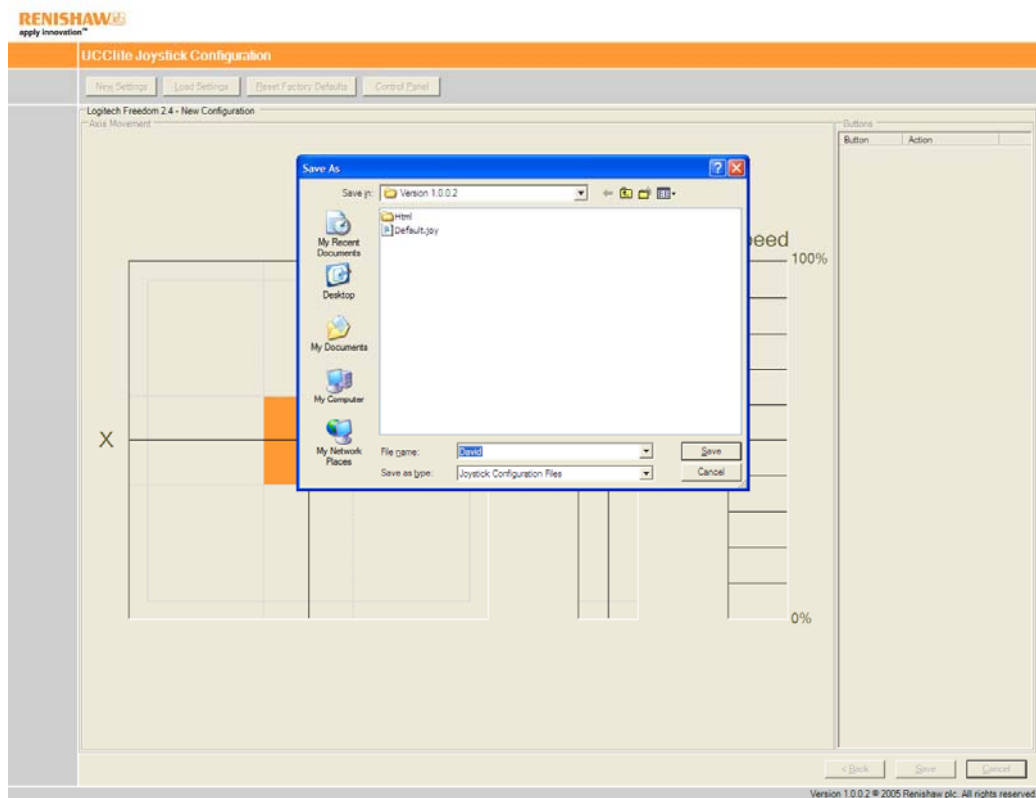 RENISHAW
apply innovation™
UCClite Joystick Configuration
New Settings
Load Settings
Reset Factory Defaults
Control Panel
Logitech Freedom 2.4 - New Configuration
Axis Movement
Buttons
Button Action
Save As
Save in: Version 1.0.0.2
Html
Default.joy
My Recent Documents
Desktop
My Documents
My Computer
My Network Places
File name: David
Save
Save as type: Joystick Configuration Files
Cancel
eed
100%
X
0%
< Back
Save
Cancel
Version 1.0.0.2 © 2005 Renishaw plc. All rights reserved